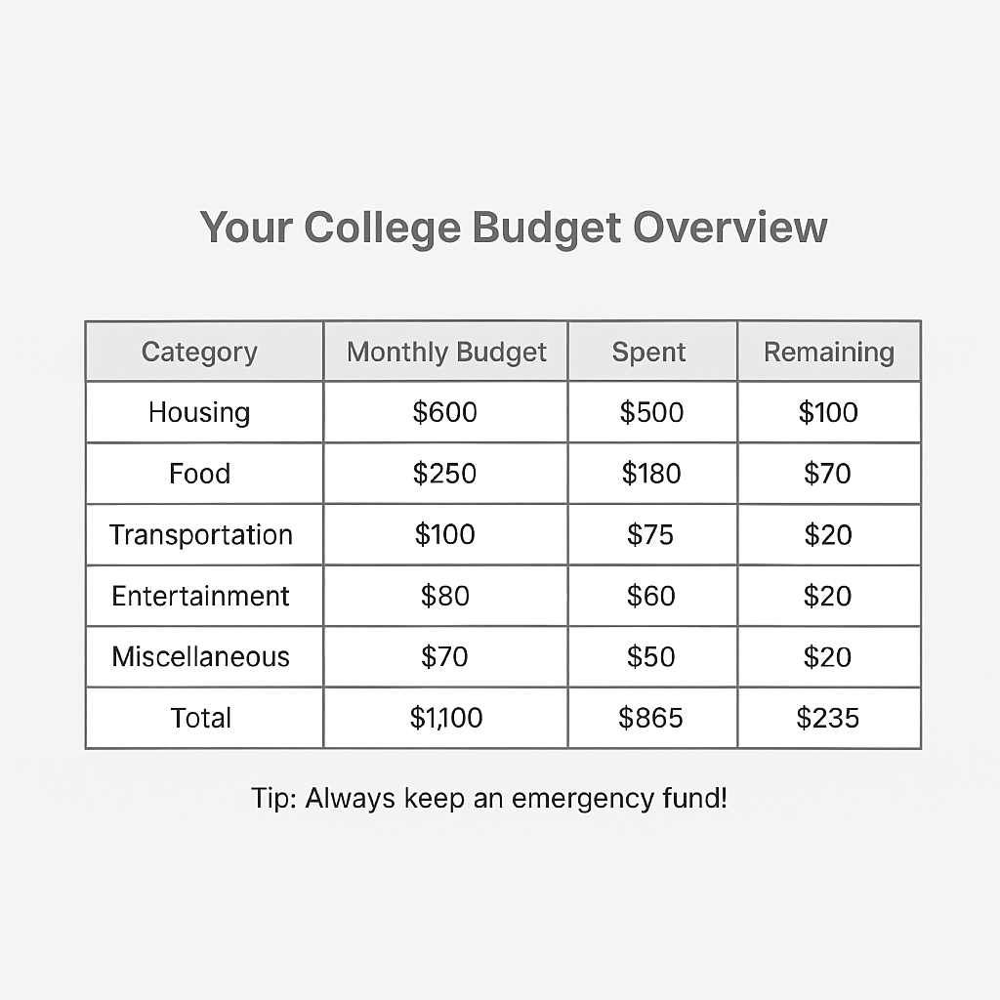 Your College Budget Overview
Category Monthly Budget Spent Remaining
Housing $600 $500 $100
Food $250 $180 $70
Transportation $100 $75 $20
Entertainment $80 $60 $20
Miscellaneous $70 $50 $20
Total $1,100 $865 $235
Tip: Always keep an emergency fund!